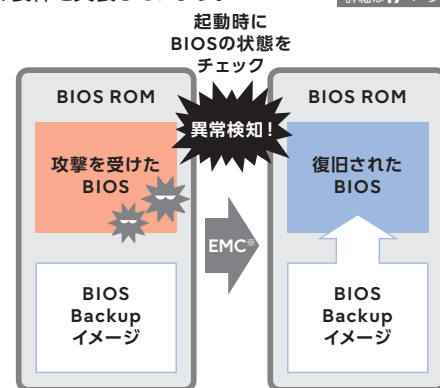 起動時に
BIOSの状態を
チェック
BIOS ROM
異常検知!
BIOS ROM
攻撃を受けた
BIOS
復旧された
BIOS
EMC※
BIOS
Backup
イメージ
BIOS
Backup
イメージ